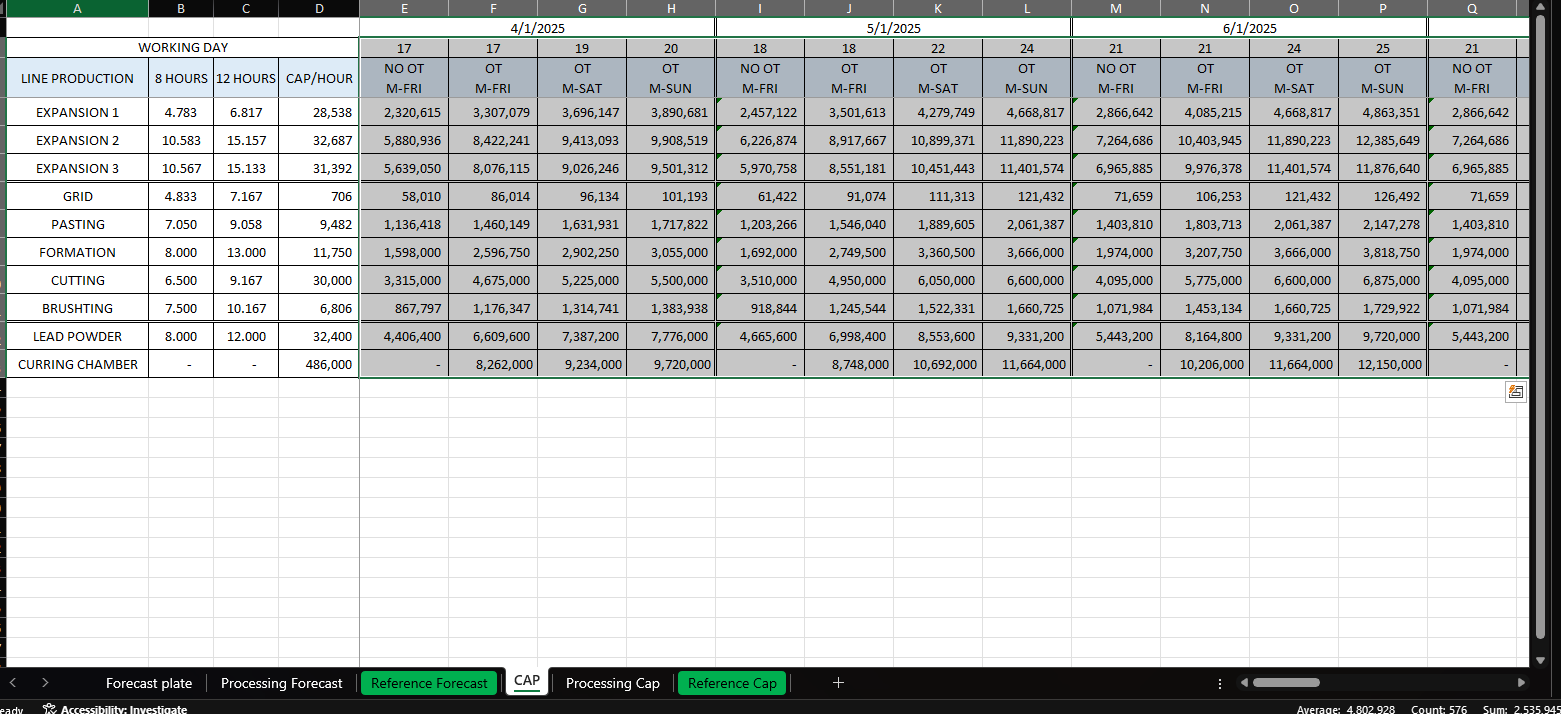 A B C D E F G H I J K L M N O P Q
4/1/2025 5/1/2025 6/1/2025
WORKING DAY 17 17 19 20 18 18 22 24 21 21 24 25 21
LINE PRODUCTION 8 HOURS 12 HOURS CAP/HOUR NO OT OT OT OT NO OT OT OT OT NO OT OT OT OT NO OT
M-FRI M-FRI M-SAT M-SUN M-FRI M-FRI M-SAT M-SUN M-FRI M-FRI M-SAT M-SUN M-FRI
EXPANSION 1 4.783 6.817 28,538 2,320,615 3,307,079 3,696,147 3,890,681 2,457,122 3,501,613 4,279,749 4,668,817 2,866,642 4,085,215 4,668,817 4,863,351 2,866,642
EXPANSION 2 10.583 15.157 32,687 5,880,936 8,422,241 9,413,093 9,908,519 6,226,874 8,917,667 10,899,371 11,890,223 7,264,686 10,403,945 11,890,223 12,385,649 7,264,686
EXPANSION 3 10.567 15.133 31,392 5,639,050 8,076,115 9,026,246 9,501,312 5,970,758 8,551,181 10,451,443 11,401,574 6,965,885 9,976,378 11,401,574 11,876,640 6,965,885
GRID 4.833 7.167 706 58,010 86,014 96,134 101,193 61,422 91,074 111,313 121,432 71,659 106,253 121,432 126,492 71,659
PASTING 7.050 9.058 9,482 1,136,418 1,460,149 1,631,931 1,717,822 1,203,266 1,546,040 1,889,605 2,061,387 1,403,810 1,803,713 2,061,387 2,147,278 1,403,810
FORMATION 8.000 13.000 11,750 1,598,000 2,596,750 2,902,250 3,055,000 1,692,000 2,749,500 3,360,500 3,666,000 1,974,000 3,207,750 3,666,000 3,818,750 1,974,000
CUTTING 6.500 9.167 30,000 3,315,000 4,675,000 5,225,000 5,500,000 3,510,000 4,950,000 6,050,000 6,600,000 4,095,000 5,775,000 6,600,000 6,875,000 4,095,000
BRUSHTING 7.500 10.167 6,806 867,797 1,176,347 1,314,741 1,383,938 918,844 1,245,544 1,522,331 1,660,725 1,071,984 1,453,134 1,660,725 1,729,922 1,071,984
LEAD POWDER 8.000 12.000 32,400 4,406,400 6,609,600 7,387,200 7,776,000 4,665,600 6,998,400 8,553,600 9,331,200 5,443,200 8,164,800 9,331,200 9,720,000 5,443,200
CURRING CHAMBER - - 486,000 - 8,262,000 9,234,000 9,720,000 - 8,748,000 10,692,000 11,664,000 - 10,206,000 11,664,000 12,150,000 -
Forecast plate Processing Forecast Reference Forecast CAP Processing Cap Reference Cap
eady Accessibility: Investigate Average: 4,802,928 Count: 576 Sum: 2,535,945